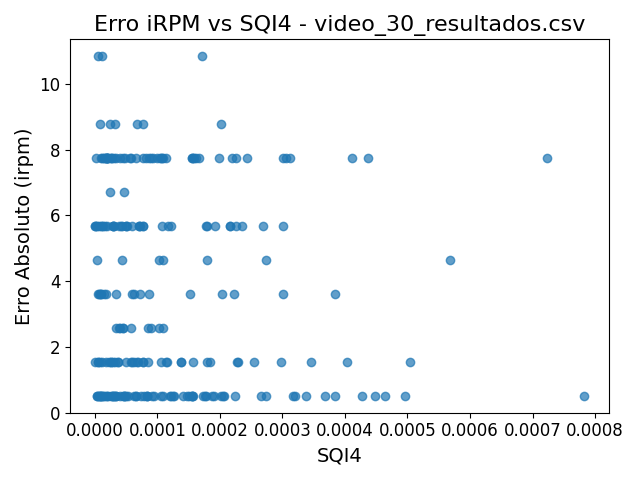 Erro iRPM vs SQI4 - video_30_resultados.csv
Erro Absoluto (irpm)
10
8
6
4
2
0
0.0000 0.0001 0.0002 0.0003 0.0004 0.0005 0.0006 0.0007 0.0008
SQI4